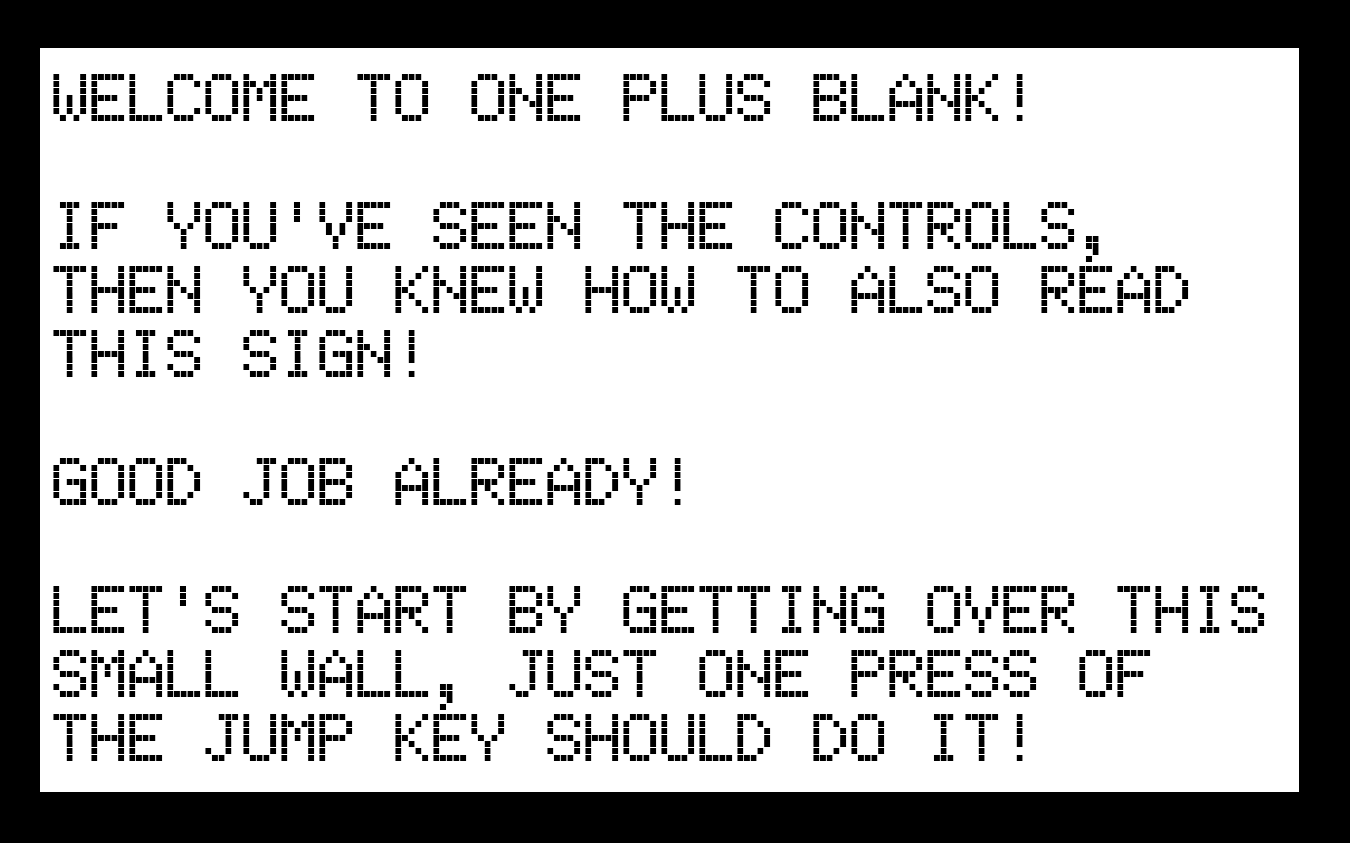 WELCOME TO ONE PLUS BLANK!
IF YOU'VE SEEN THE CONTROLS,
THEN YOU KNEW HOW TO ALSO READ
THIS SIGN!
GOOD JOB ALREADY!
LET'S START BY GETTING OVER THIS
SMALL WALL, JUST ONE PRESS OF
THE JUMP KEY SHOULD DO IT!